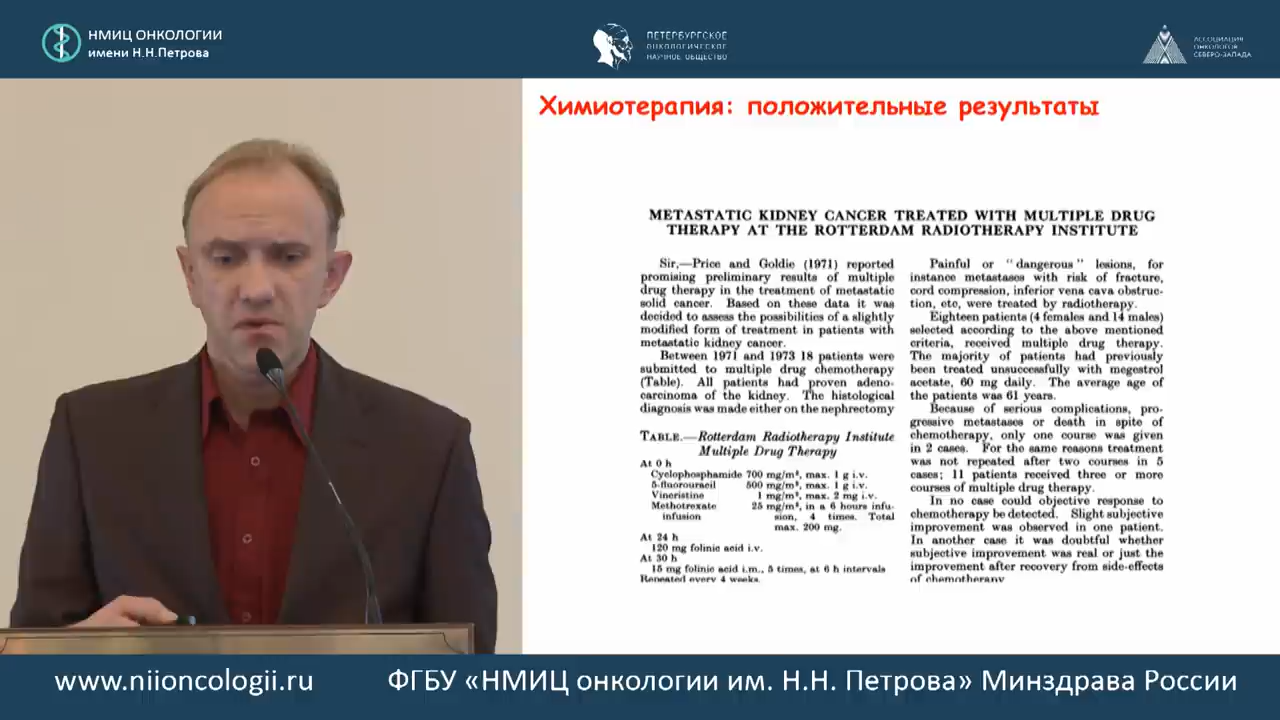 НМИЦ ОНКОЛОГИИ
имени Н.Н.Петрова
ПЕТЕРБУРГСКОЕ
ОНКОЛОГИЧЕСКОЕ
НАУЧНОЕ ОБЩЕСТВО
АССОЦИАЦИЯ
ОНКОЛОГОВ
СЕВЕРО-ЗАПАДА
Химиотерапия: положительные результаты
METASTATIC KIDNEY CANCER TREATED WITH MULTIPLE DRUG
THERAPY AT THE ROTTERDAM RADIOTHERAPY INSTITUTE
Sir,—Price and Goldie (1971) reported
promising preliminary results of multiple
drug therapy in the treatment of metastatic
solid cancer. Based on these data it was
decided to assess the possibilities of a slightly
modified form of treatment in patients with
metastatic kidney cancer.
Between 1971 and 1973 18 patients were
submitted to multiple drug chemotherapy
(Table). All patients had proven adeno-
carcinoma of the kidney. The histological
diagnosis was made either on the nephrectomy
TABLE.—Rotterdam Radiotherapy Institute
Multiple Drug Therapy
At 0 h
Cyclophosphamide 700 mg/m², max. 1 g i.v.
5-fluorouracil 500 mg/m², max. 1 g i.v.
Vincristine 1 mg/m², max. 2 mg i.v.
Methotrexate 25 mg/m², in a 6 hours infu-
infusion sion, 4 times. Total
max. 200 mg.
At 24 h
120 mg folinic acid i.v.
At 30 h
15 mg folinic acid i.m., 5 times, at 6 h intervals
Repeated every 4 weeks.
Painful or "dangerous" lesions, for
instance metastases with risk of fracture,
cord compression, inferior vena cava obstruc-
tion, etc, were treated by radiotherapy.
Eighteen patients (4 females and 14 males)
selected according to the above mentioned
criteria, received multiple drug therapy.
The majority of patients had previously
been treated unsuccessfully with megestrol
acetate, 60 mg daily. The average age of
the patients was 61 years.
Because of serious complications, pro-
gressive metastases or death in spite of
chemotherapy, only one course was given
in 2 cases. For the same reasons treatment
was not repeated after two courses in 5
cases; 11 patients received three or more
courses of multiple drug therapy.
In no case could objective response to
chemotherapy be detected. Slight subjective
improvement was observed in one patient.
In another case it was doubtful whether
subjective improvement was real or just the
improvement after recovery from side-effects
of chemotherapy
www.niioncologii.ru
ФГБУ «НМИЦ онкологии им. Н.Н. Петрова» Минздрава России